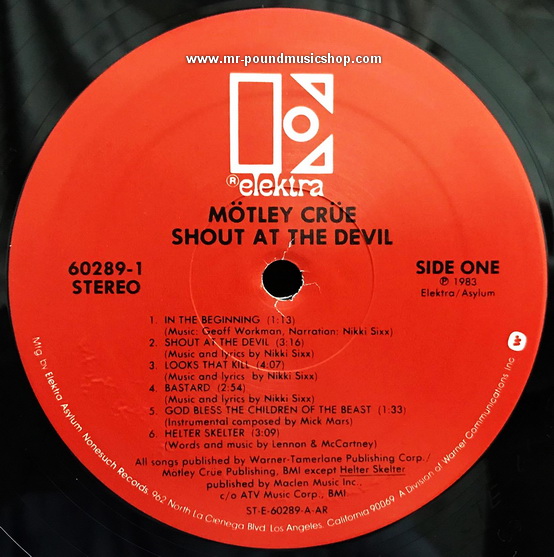 www.mr-poundmusicshop.com
® elektra
MÖTLEY CRÜE
SHOUT AT THE DEVIL
60289-1
STEREO
SIDE ONE
℗ 1983
Elektra/Asylum
1. IN THE BEGINNING (1:13)
(Music: Geoff Workman, Narration: Nikki Sixx)
2. SHOUT AT THE DEVIL (3:16)
(Music and lyrics by Nikki Sixx)
3. LOOKS THAT KILL (4:07)
(Music and lyrics by Nikki Sixx)
4. BASTARD (2:54)
(Music and lyrics by Nikki Sixx)
5. GOD BLESS THE CHILDREN OF THE BEAST (1:33)
(Instrumental composed by Mick Mars)
6. HELTER SKELTER (3:09)
(Words and music by Lennon & McCartney)
All songs published by Warner-Tamerlane Publishing Corp./
Mötley Crue Publishing, BMI except Helter Skelter
published by Maclen Music Inc.,
c/o ATV Music Corp., BMI
ST-E-60289-A-AR
Mfg. by Elektra Asylum Nonesuch Records. 962 North La Cienega Blvd. Los Angeles, California 90069 A Division of Warner Communications Inc.